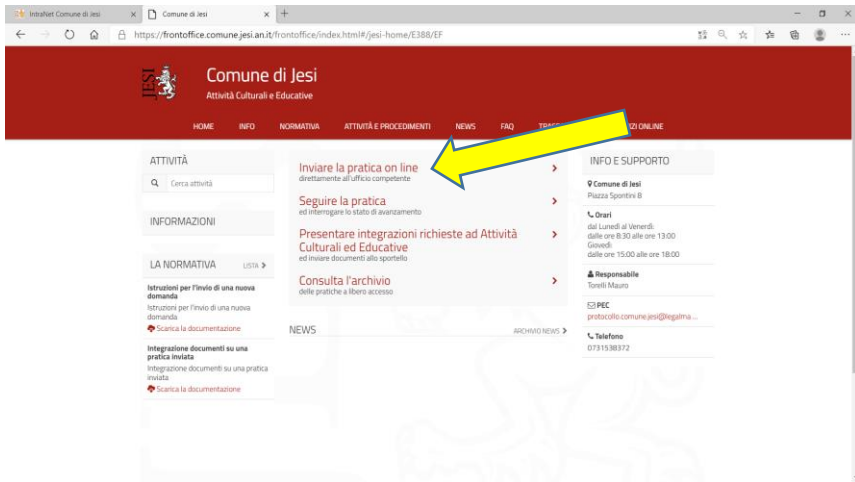 IntraNet Comune di Jesi
Comune di Jesi
https://frontoffice.comune.jesi.an.it/frontoffice/index.html#/jesi-home/E388/EF
JESI
Comune di Jesi
Attività Culturali e Educative
HOME INFO NORMATIVA ATTIVITÀ E PROCEDIMENTI NEWS FAQ ONLINE
ATTIVITÀ
Cerca attività
INFORMAZIONI
LA NORMATIVA LISTA
Istruzioni per l'invio di una nuova
domanda
Istruzioni per l'invio di una nuova
domanda
Scarica la documentazione
Integrazione documenti su una
pratica inviata
Integrazione documenti su una pratica
inviata
Scarica la documentazione
Inviare la pratica on line
direttamente all'ufficio competente
Seguire la pratica
ed interrogare lo stato di avanzamento
Presentare integrazioni richieste ad Attività
Culturali ed Educative
ed inviare documenti allo sportello
Consulta l'archivio
delle pratiche a libero accesso
NEWS ARCHIVIO NEWS
INFO E SUPPORTO
Comune di Jesi
Piazza Spontini 8
Orari
dal Lunedì al Venerdì:
dalle ore 8:30 alle ore 13:00
Giovedì:
dalle ore 15:00 alle ore 18:00
Responsabile
Torelli Mauro
PEC
protocollo.comune.jesi@legalma...
Telefono
0731538372